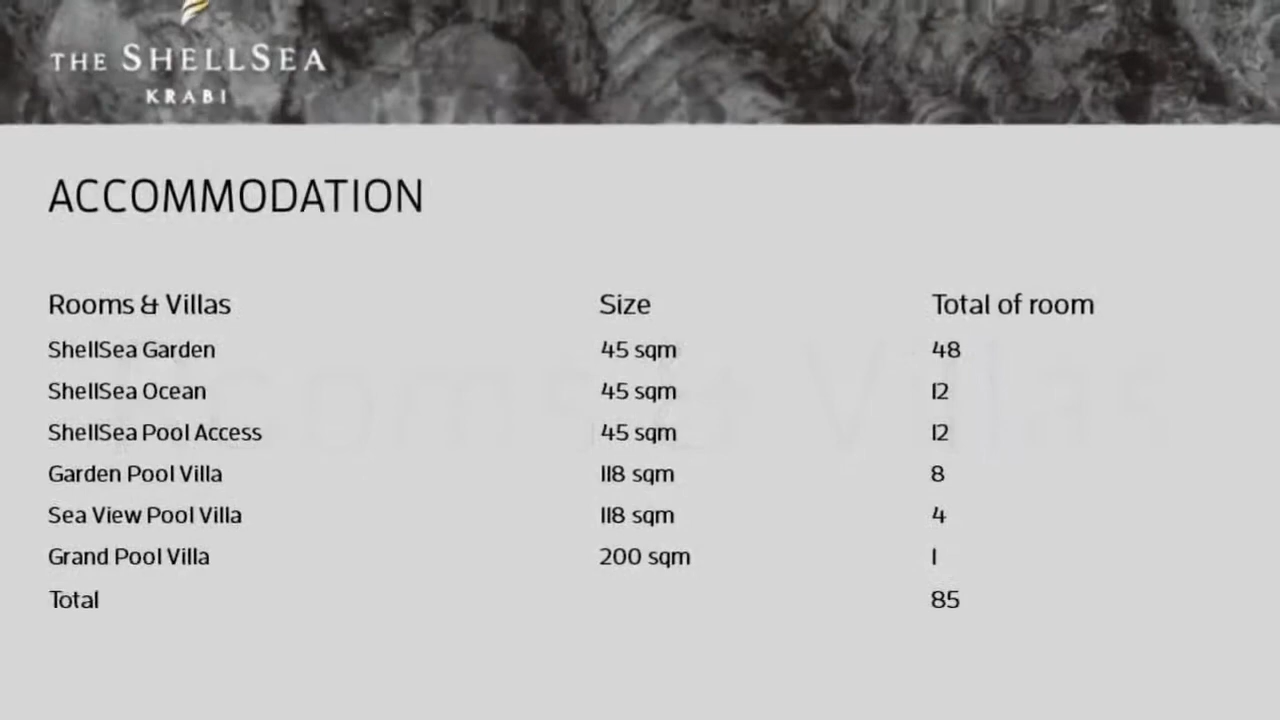 THE SHELLSEA
KRABI
ACCOMMODATION
Rooms & Villas Size Total of room
ShellSea Garden 45 sqm 48
ShellSea Ocean 45 sqm 12
ShellSea Pool Access 45 sqm 12
Garden Pool Villa 118 sqm 8
Sea View Pool Villa 118 sqm 4
Grand Pool Villa 200 sqm 1
Total 85
Rooms & Villas